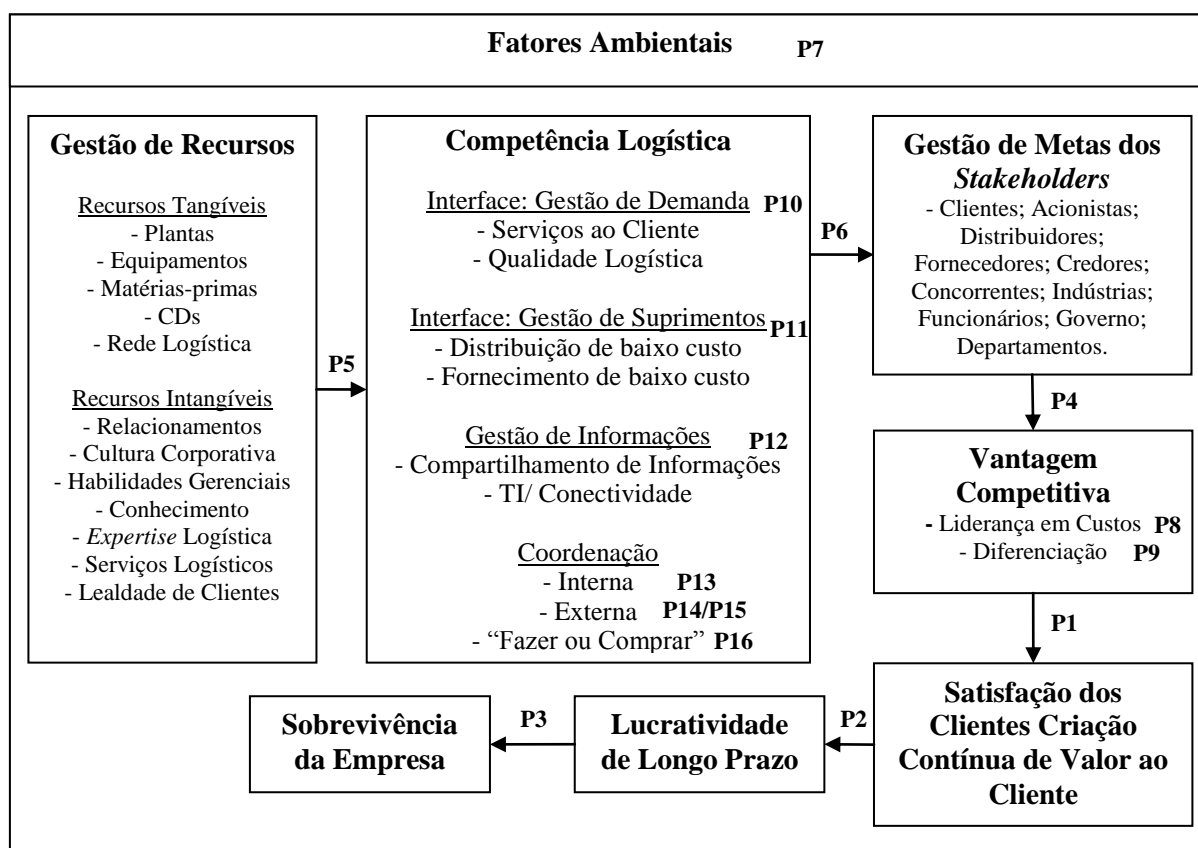 Fatores Ambientais P7
Gestão de Recursos
Recursos Tangíveis
- Plantas
- Equipamentos
- Matérias-primas
- CDs
- Rede Logística
Recursos Intangíveis
- Relacionamentos
- Cultura Corporativa
- Habilidades Gerenciais
- Conhecimento
- Expertise Logística
- Serviços Logísticos
- Lealdade de Clientes
P5
Competência Logística
Interface: Gestão de Demanda P10
- Serviços ao Cliente
- Qualidade Logística
Interface: Gestão de Suprimentos P11
- Distribuição de baixo custo
- Fornecimento de baixo custo
Gestão de Informações P12
- Compartilhamento de Informações
- TI/ Conectividade
Coordenação
- Interna P13
- Externa P14/P15
- “Fazer ou Comprar” P16
P6
Gestão de Metas dos
Stakeholders
- Clientes; Acionistas;
Distribuidores;
Fornecedores; Credores;
Concorrentes; Indústrias;
Funcionários; Governo;
Departamentos.
P4
Vantagem
Competitiva
- Liderança em Custos P8
- Diferenciação P9
P1
Satisfação dos
Clientes Criação
Contínua de Valor ao
Cliente
P2
Lucratividade
de Longo Prazo
P3
Sobrevivência
da Empresa